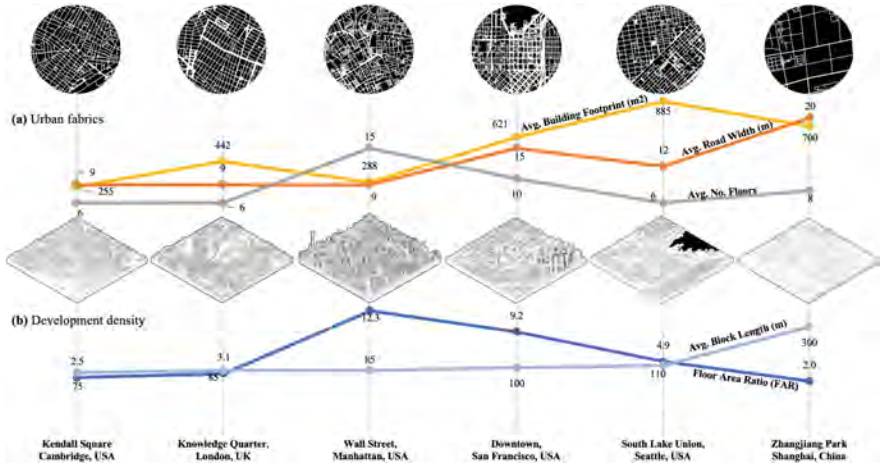 (a) Urban fabrics
Avg. Building Footprint (m2)
Avg. Road Width (m)
Avg. No. Floors
9
255
6
442
9
6
15
288
9
621
15
10
885
12
6
20
700
8
(b) Development density
Avg. Block Length (m)
Floor Area Ratio (FAR)
2.5
75
3.1
85
12.3
85
9.2
100
4.9
110
300
2.0
Kendall Square
Cambridge, USA
Knowledge Quarter,
London, UK
Wall Street,
Manhattan, USA
Downtown,
San Francisco, USA
South Lake Union,
Seattle, USA
Zhangjiang Park
Shanghai, China